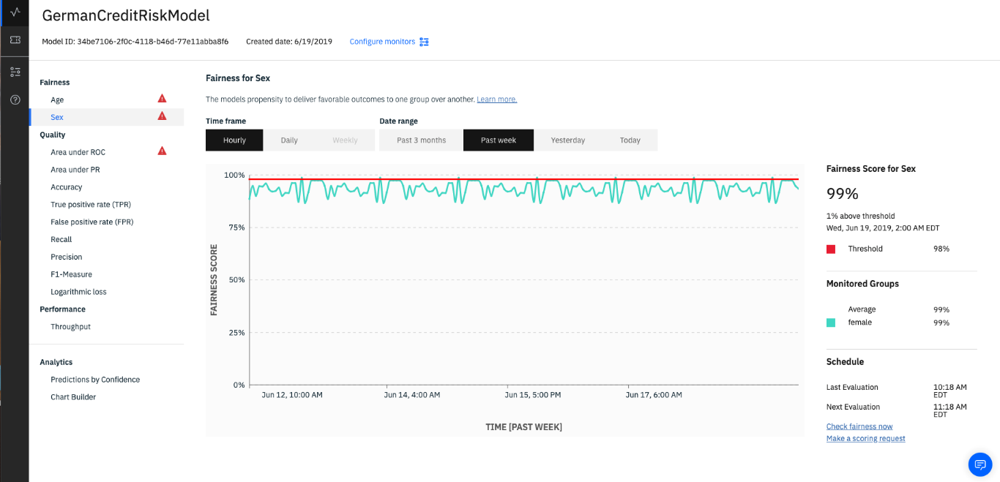 GermanCreditRiskModel
Model ID: 34be7106-2f0c-4118-b46d-77e11abba8f6 Created date: 6/19/2019 Configure monitors
Fairness
Age
Sex
Quality
Area under ROC
Area under PR
Accuracy
True positive rate (TPR)
False positive rate (FPR)
Recall
Precision
F1-Measure
Logarithmic loss
Performance
Throughput
Analytics
Predictions by Confidence
Chart Builder
Fairness for Sex
The models propensity to deliver favorable outcomes to one group over another. Learn more.
Time frame Date range
Hourly Daily Weekly Past 3 months Past week Yesterday Today
100%
75%
50%
25%
0%
FAIRNESS SCORE
Jun 12, 10:00 AM Jun 14, 4:00 AM Jun 15, 5:00 PM Jun 17, 6:00 AM
TIME [PAST WEEK]
Fairness Score for Sex
99%
1% above threshold
Wed, Jun 19, 2019, 2:00 AM EDT
Threshold 98%
Monitored Groups
Average 99%
female 99%
Schedule
Last Evaluation 10:18 AM
EDT
Next Evaluation 11:18 AM
EDT
Check fairness now
Make a scoring request